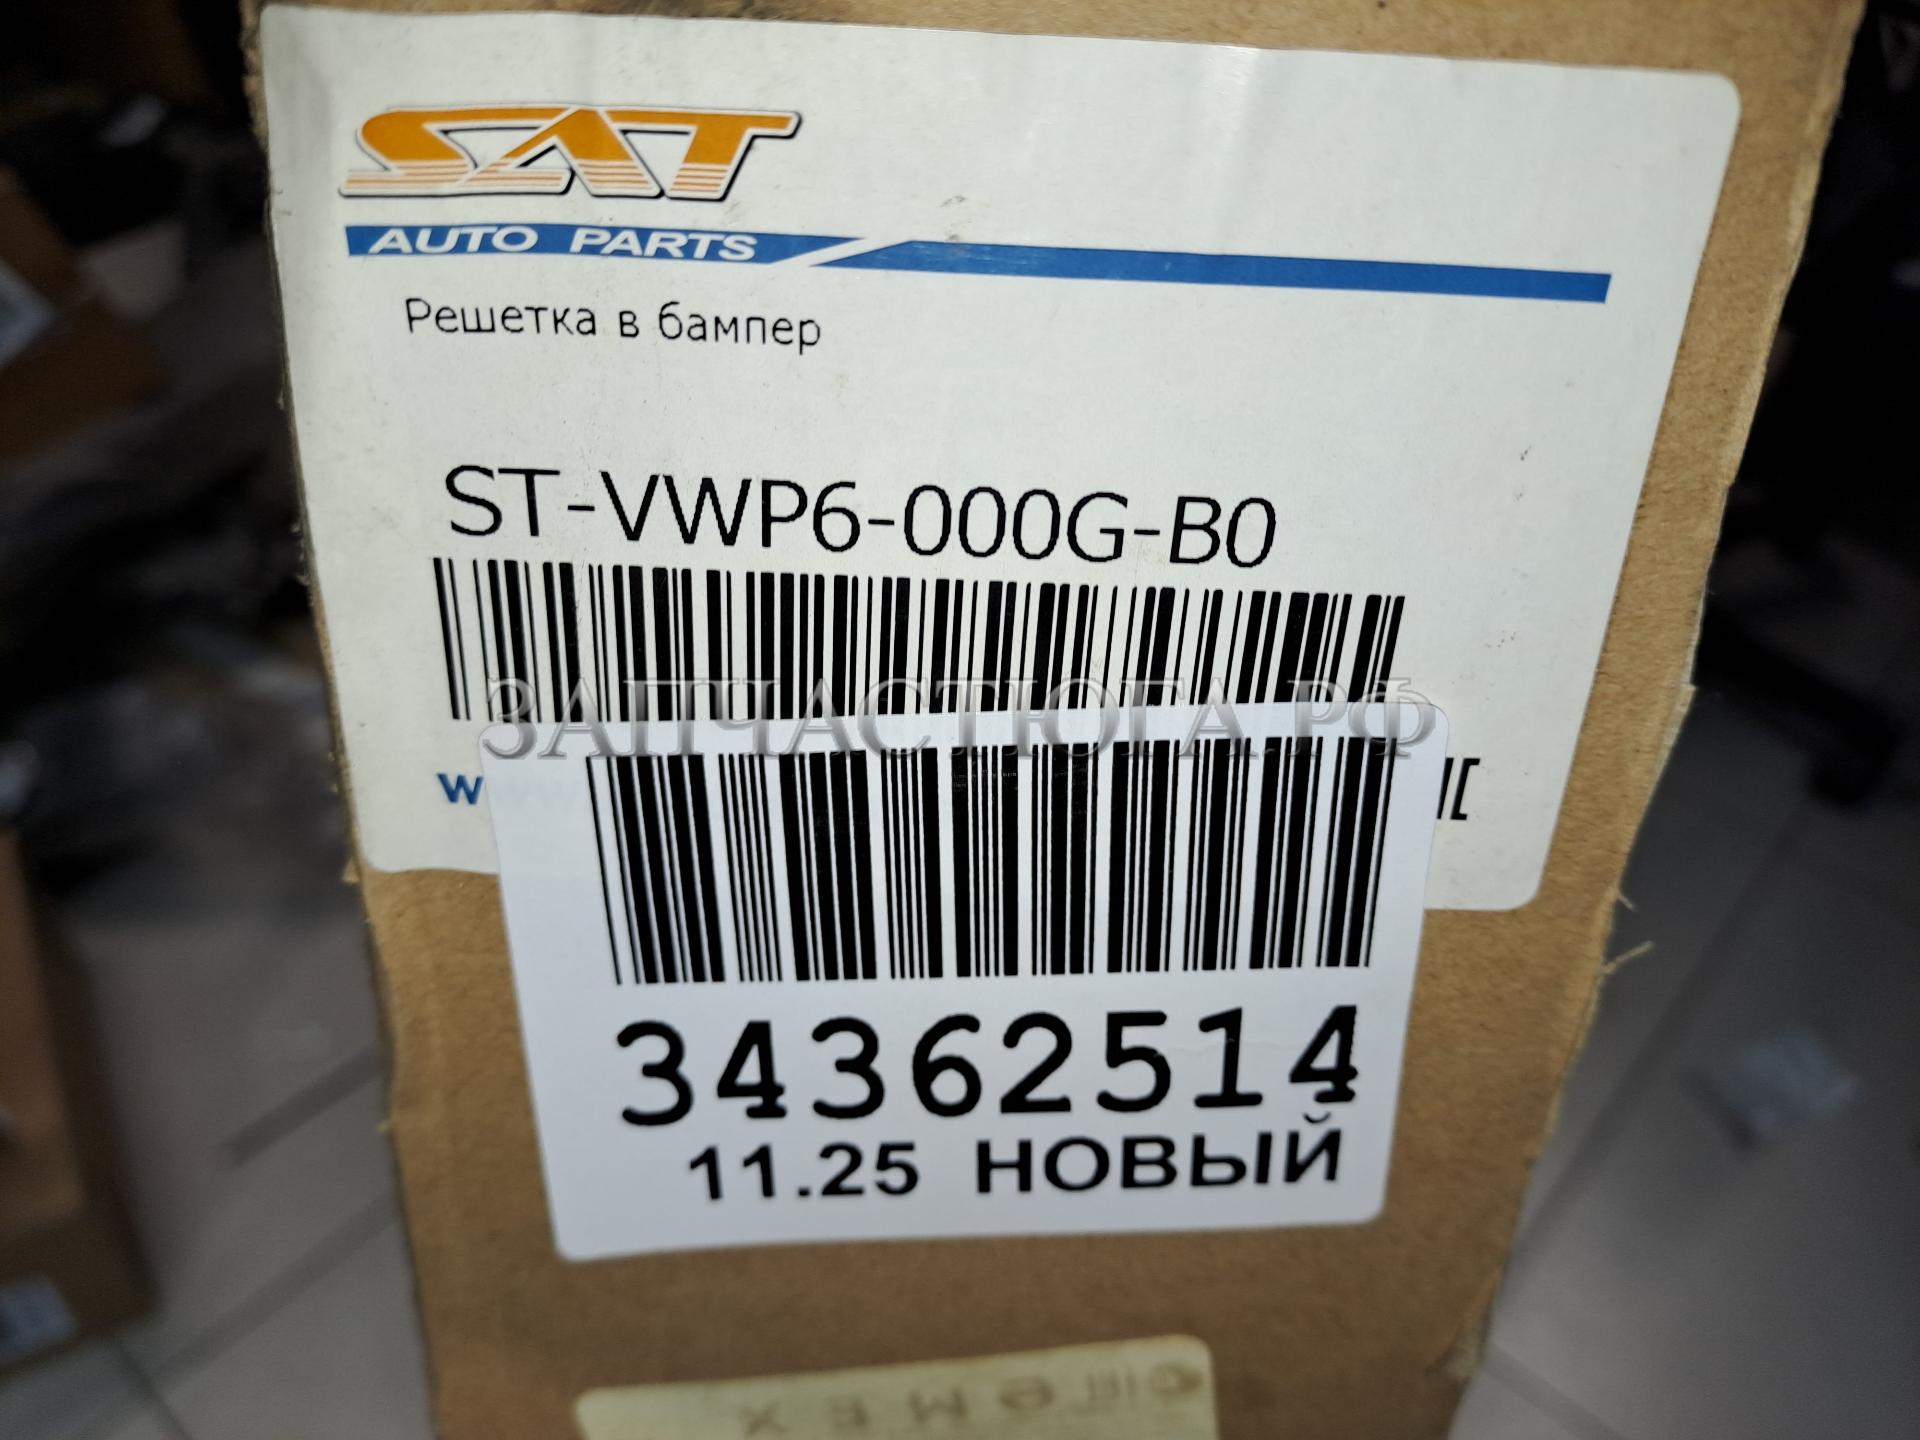 SAT
AUTO PARTS
Решетка в бампер
ST-VWP6-000G-B0
ЗАПЧАСТЮГА.РФ
34362514
11.25 НОВЫЙ